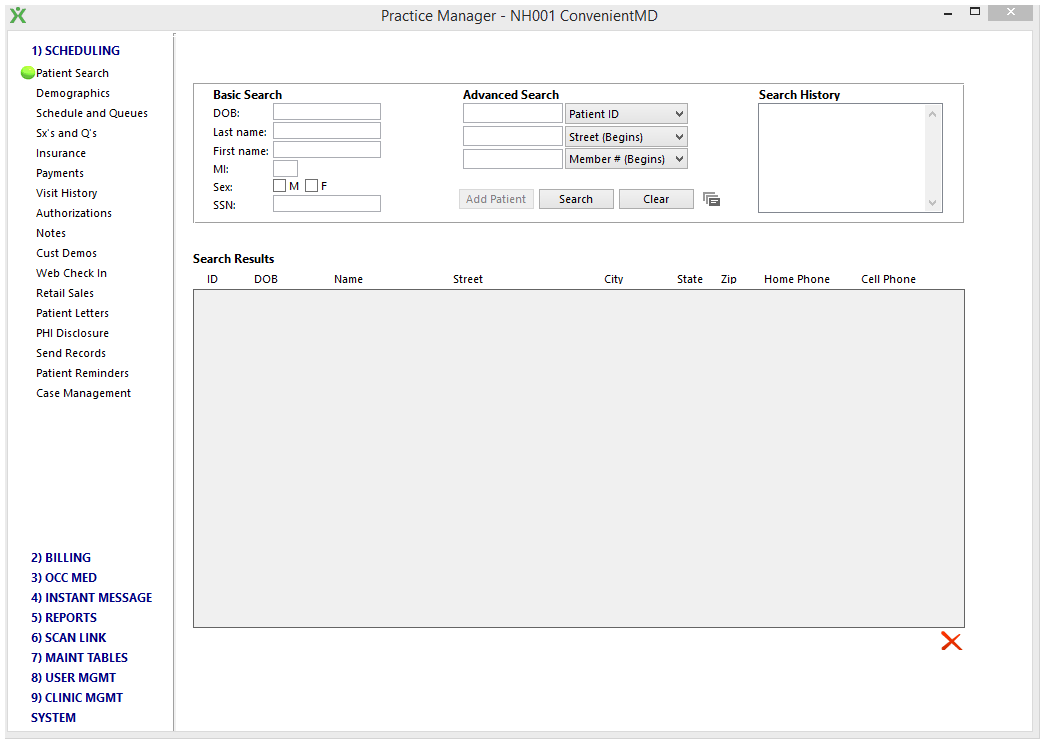 Practice Manager - NH001 ConvenientMD
1) SCHEDULING
Patient Search
Demographics
Schedule and Queues
Sx's and Q's
Insurance
Payments
Visit History
Authorizations
Notes
Cust Demos
Web Check In
Retail Sales
Patient Letters
PHI Disclosure
Send Records
Patient Reminders
Case Management
2) BILLING
3) OCC MED
4) INSTANT MESSAGE
5) REPORTS
6) SCAN LINK
7) MAINT TABLES
8) USER MGMT
9) CLINIC MGMT
SYSTEM
Basic Search
DOB:
Last name:
First name:
MI:
Sex: M F
SSN:
Advanced Search
Patient ID
Street (Begins)
Member # (Begins)
Add Patient Search Clear
Search History
Search Results
ID DOB Name Street City State Zip Home Phone Cell Phone